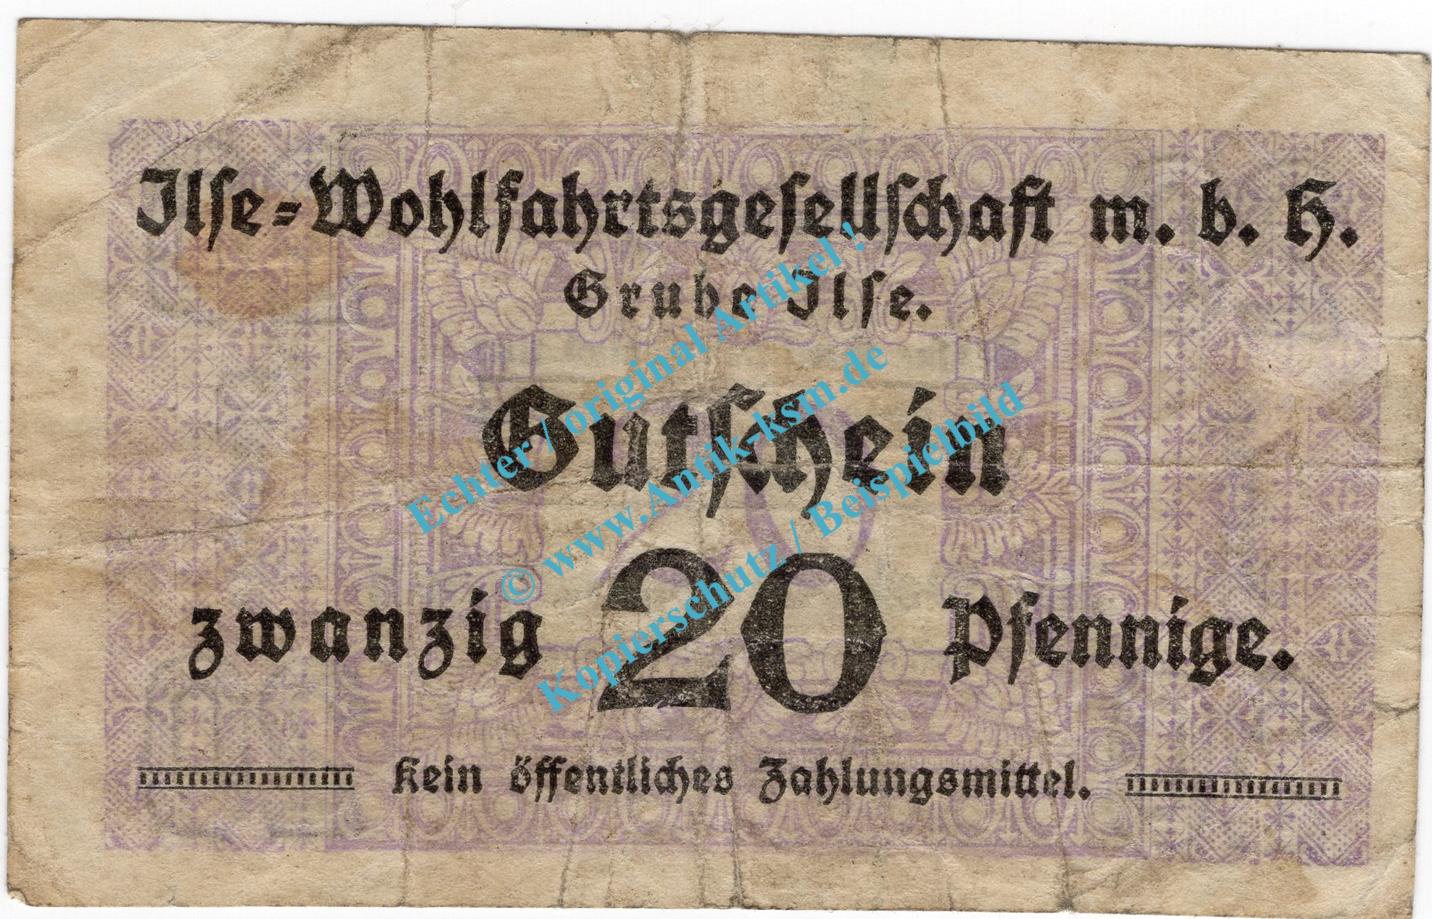 Ilse-Wohlfahrtsgesellschaft m. b. H.
Grube Ilse.
Gutschein
zwanzig 20 Pfennige.
Kein öffentliches Zahlungsmittel.
Echter / original Artikel !
© www.Antik-ksm.de
Kopierschutz / Beispielbild